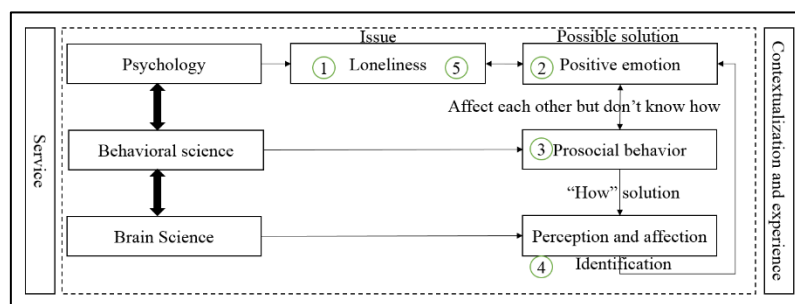 Issue
Possible solution
Service
Psychology
① Loneliness ⑤
② Positive emotion
Affect each other but don’t know how
Behavioral science
③ Prosocial behavior
“How” solution
Brain Science
Perception and affection
④ Identification
Contextualization and experience